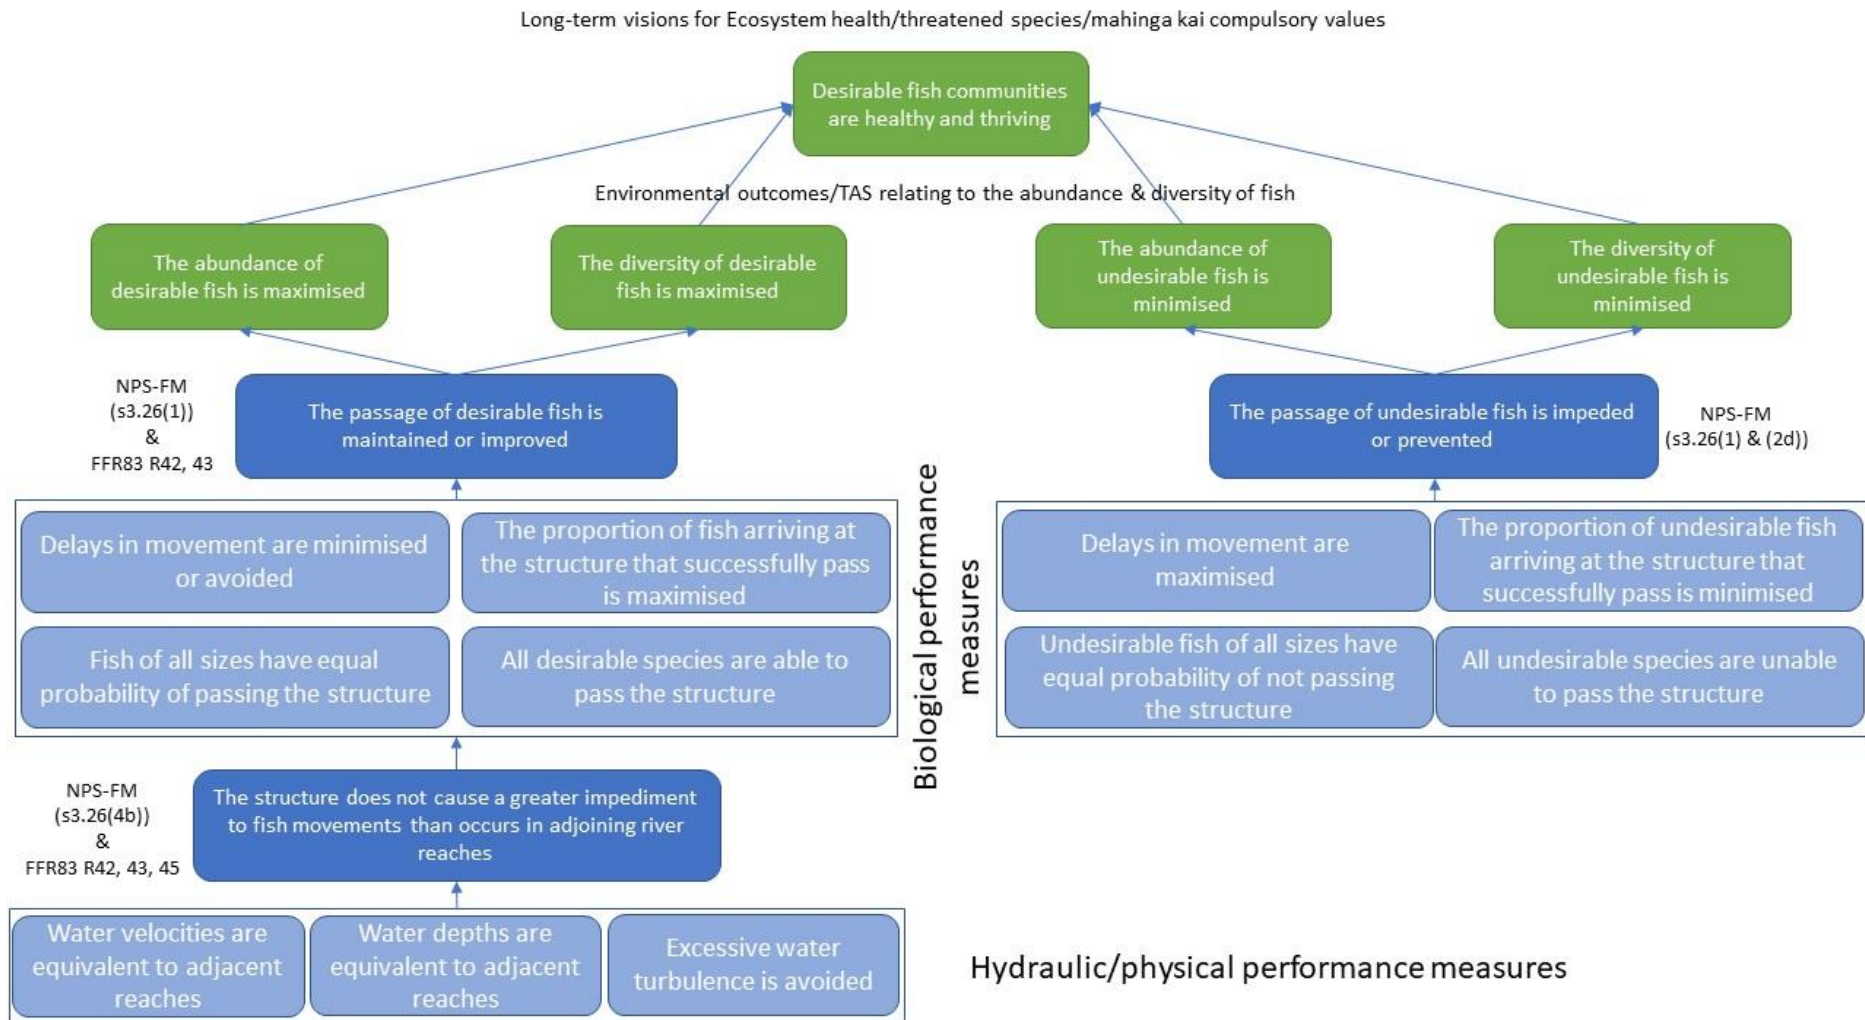 Long-term visions for Ecosystem health/threatened species/mahinga kai compulsory values
Desirable fish communities
are healthy and thriving
Environmental outcomes/TAS relating to the abundance & diversity of fish
The abundance of
desirable fish is maximised
The diversity of desirable
fish is maximised
The abundance of
undesirable fish is
minimised
The diversity of
undesirable fish is
minimised
NPS-FM
(s3.26(1))
&
FFR83 R42, 43
The passage of desirable fish is
maintained or improved
The passage of undesirable fish is impeded
or prevented
NPS-FM
(s3.26(1) & (2d))
Delays in movement are minimised
or avoided
The proportion of fish arriving at
the structure that successfully pass
is maximised
Fish of all sizes have equal
probability of passing the structure
All desirable species are able to
pass the structure
Biological performance
measures
Delays in movement are
maximised
The proportion of undesirable fish
arriving at the structure that
successfully pass is minimised
Undesirable fish of all sizes have
equal probability of not passing
the structure
All undesirable species are unable
to pass the structure
NPS-FM
(s3.26(4b))
&
FFR83 R42, 43, 45
The structure does not cause a greater impediment
to fish movements than occurs in adjoining river
reaches
Water velocities are
equivalent to adjacent
reaches
Water depths are
equivalent to adjacent
reaches
Excessive water
turbulence is avoided
Hydraulic/physical performance measures